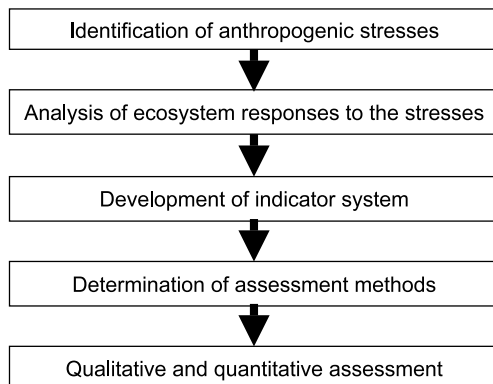 Identification of anthropogenic stresses
Analysis of ecosystem responses to the stresses
Development of indicator system
Determination of assessment methods
Qualitative and quantitative assessment